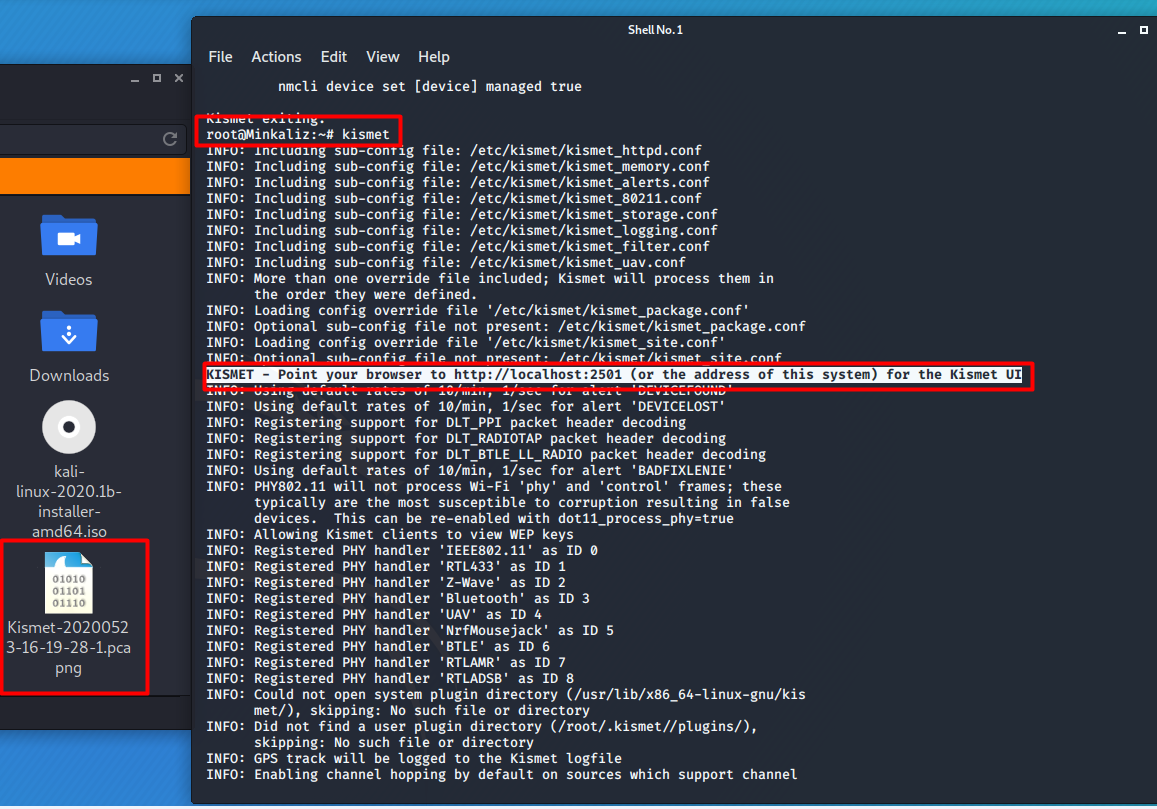 Shell No. 1
File Actions Edit View Help
nmcli device set [device] managed true
Kismet exiting.
root@Minkaliz:~# kismet
INFO: Including sub-config file: /etc/kismet/kismet_httpd.conf
INFO: Including sub-config file: /etc/kismet/kismet_memory.conf
INFO: Including sub-config file: /etc/kismet/kismet_alerts.conf
INFO: Including sub-config file: /etc/kismet/kismet_80211.conf
INFO: Including sub-config file: /etc/kismet/kismet_storage.conf
INFO: Including sub-config file: /etc/kismet/kismet_logging.conf
INFO: Including sub-config file: /etc/kismet/kismet_filter.conf
INFO: Including sub-config file: /etc/kismet/kismet_uav.conf
INFO: More than one override file included; Kismet will process them in
the order they were defined.
INFO: Loading config override file '/etc/kismet/kismet_package.conf'
INFO: Optional sub-config file not present: /etc/kismet/kismet_package.conf
INFO: Loading config override file '/etc/kismet/kismet_site.conf'
INFO: Optional sub-config file not present: /etc/kismet/kismet_site.conf
KISMET - Point your browser to http://localhost:2501 (or the address of this system) for the Kismet UI
INFO: Using default rates of 10/min, 1/sec for alert 'DEVICEFOUND'
INFO: Using default rates of 10/min, 1/sec for alert 'DEVICELOST'
INFO: Registering support for DLT_PPI packet header decoding
INFO: Registering support for DLT_RADIOTAP packet header decoding
INFO: Registering support for DLT_BTLE_LL_RADIO packet header decoding
INFO: Using default rates of 10/min, 1/sec for alert 'BADFIXLENIE'
INFO: PHY802.11 will not process Wi-Fi 'phy' and 'control' frames; these
typically are the most susceptible to corruption resulting in false
devices.  This can be re-enabled with dot11_process_phy=true
INFO: Allowing Kismet clients to view WEP keys
INFO: Registered PHY handler 'IEEE802.11' as ID 0
INFO: Registered PHY handler 'RTL433' as ID 1
INFO: Registered PHY handler 'Z-Wave' as ID 2
INFO: Registered PHY handler 'Bluetooth' as ID 3
INFO: Registered PHY handler 'UAV' as ID 4
INFO: Registered PHY handler 'NrfMousejack' as ID 5
INFO: Registered PHY handler 'BTLE' as ID 6
INFO: Registered PHY handler 'RTLAMR' as ID 7
INFO: Registered PHY handler 'RTLADSB' as ID 8
INFO: Could not open system plugin directory (/usr/lib/x86_64-linux-gnu/kis
met/), skipping: No such file or directory
INFO: Did not find a user plugin directory (/root/.kismet//plugins/),
skipping: No such file or directory
INFO: GPS track will be logged to the Kismet logfile
INFO: Enabling channel hopping by default on sources which support channel
Videos
Downloads
kali-
linux-2020.1b-
installer-
amd64.iso
01010
01101
01110
Kismet-2020052
3-16-19-28-1.pca
png